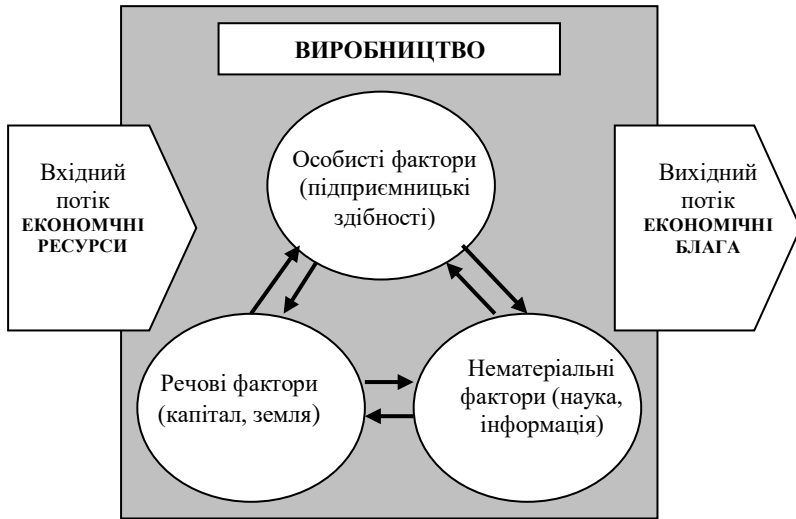 ВИРОБНИЦТВО
Вхідний
потік
ЕКОНОМЧНІ
РЕСУРСИ
Особисті фактори
(підприємницькі
здібності)
Вихідний
потік
ЕКОНОМІЧНІ
БЛАГА
Речові фактори
(капітал, земля)
Нематеріальні
фактори (наука,
інформація)